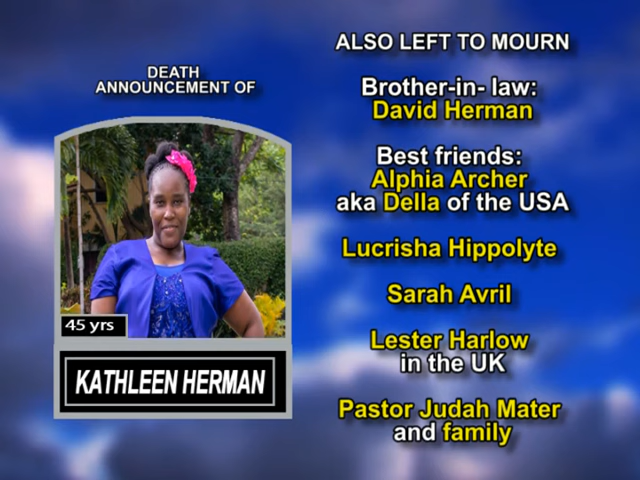 DEATH
ANNOUNCEMENT OF
45 yrs
KATHLEEN HERMAN
ALSO LEFT TO MOURN
Brother-in- law:
David Herman
Best friends:
Alphia Archer
aka Della of the USA
Lucrisha Hippolyte
Sarah Avril
Lester Harlow
in the UK
Pastor Judah Mater
and family